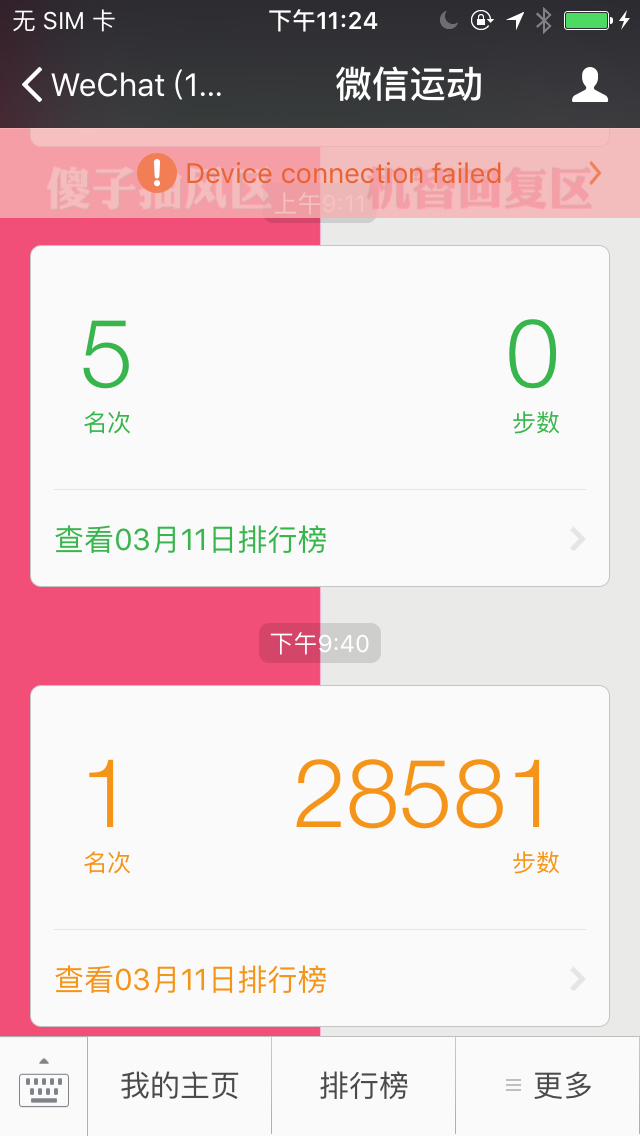 无 SIM 卡 下午11:24
WeChat (1... 微信运动
傻子抽风区 机智回复区
Device connection failed
上午9:11
5 0
名次 步数
查看03月11日排行榜
下午9:40
1 28581
名次 步数
查看03月11日排行榜
我的主页 排行榜 更多